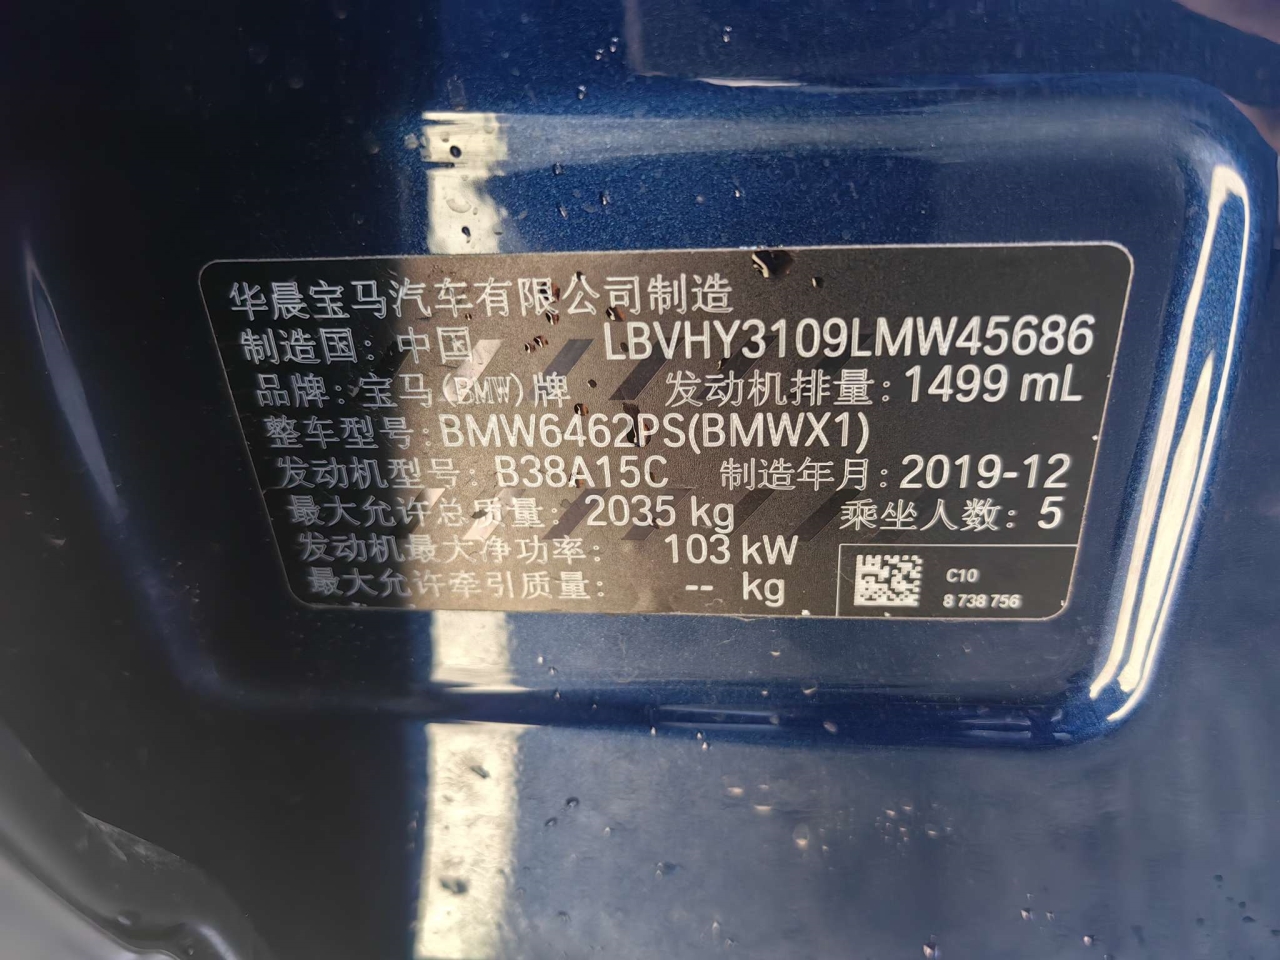 华晨宝马汽车有限公司制造
制造国：中国 LBVHY3109LMW45686
品牌：宝马(BMW)牌 发动机排量：1499 mL
整车型号：BMW6462PS(BMWX1)
发动机型号：B38A15C 制造年月：2019-12
最大允许总质量：2035 kg 乘坐人数：5
发动机最大净功率：103 kW
最大允许牵引质量：-- kg
C10
8 738 756